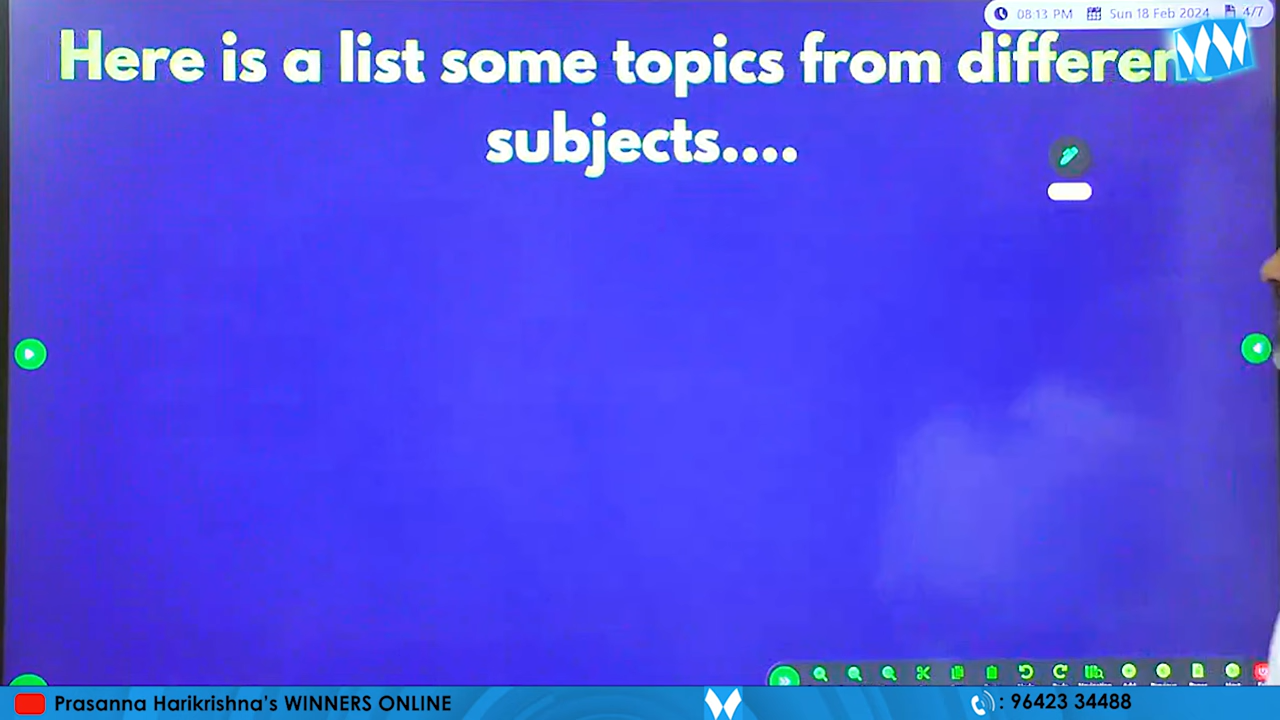 08:13 PM Sun 18 Feb 2024 4/7
Here is a list some topics from different
subjects....
Prasanna Harikrishna's WINNERS ONLINE
: 96423 34488